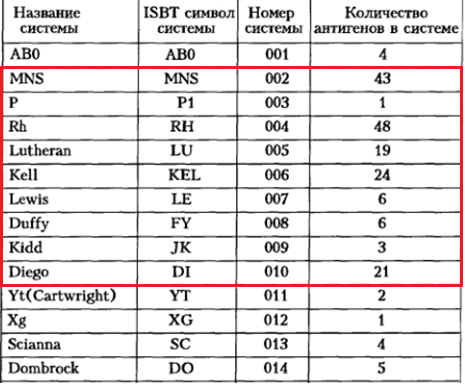 Название системы ISBT символ системы Номер системы Количество антигенов в системе
AB0 AB0 001 4
MNS MNS 002 43
P P1 003 1
Rh RH 004 48
Lutheran LU 005 19
Kell KEL 006 24
Lewis LE 007 6
Duffy FY 008 6
Kidd JK 009 3
Diego DI 010 21
Yt(Cartwright) YT 011 2
Xg XG 012 1
Scianna SC 013 4
Dombrock DO 014 5